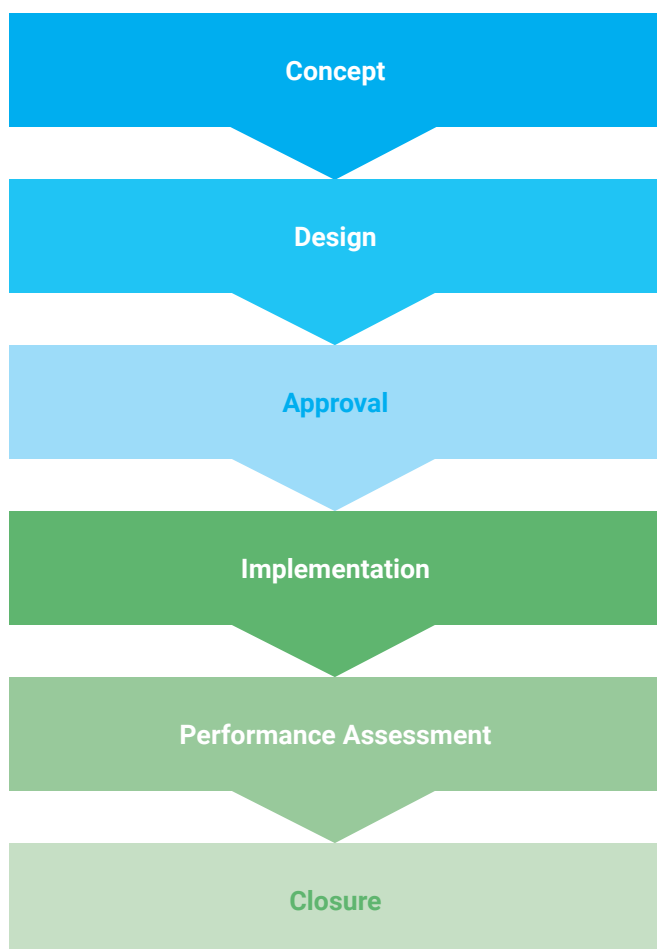 Concept
Design
Approval
Implementation
Performance Assessment
Closure